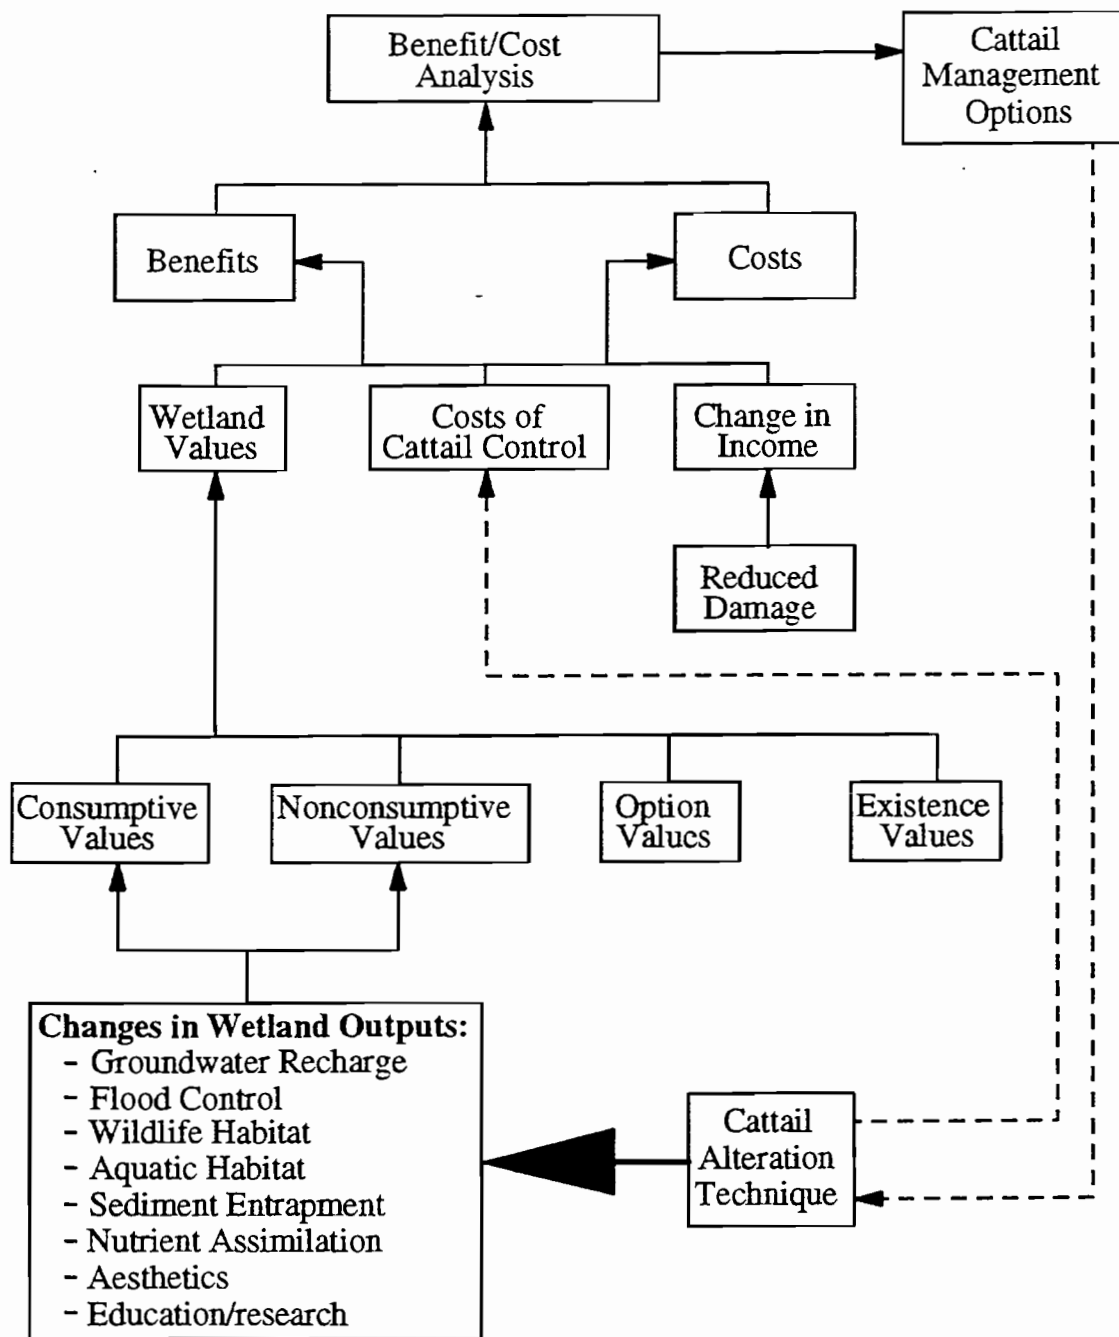 Benefit/Cost
Analysis
Cattail
Management
Options
Benefits
Costs
Wetland
Values
Costs of
Cattail Control
Change in
Income
Reduced
Damage
Consumptive
Values
Nonconsumptive
Values
Option
Valucs
Existence
Values
Changes in Wetland Outputs:
- Groundwater Recharge
- Flood Control
- Wildlife Habitat
- Aquatic Habitat
- Sediment Entrapment
- Nutrient Assimilation
- Aesthetics
- Education/research
Cattail
Alteration
Technique